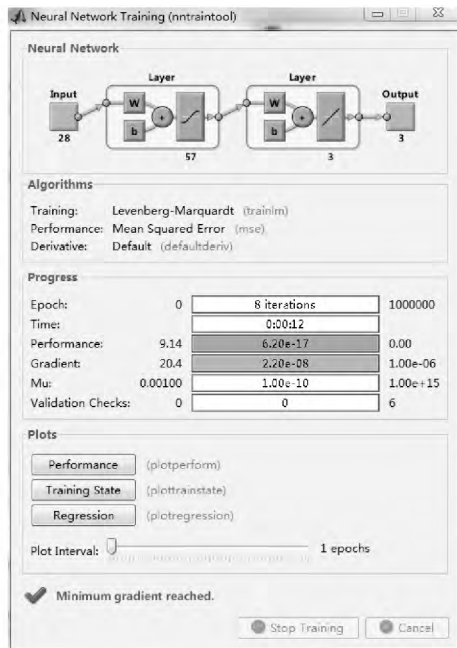 Neural Network Training (nntraintool)
Neural Network
Layer Layer
Input Output
W W
b b
28 3
57 3
Algorithms
Training: Levenberg-Marquardt (trainlm)
Performance: Mean Squared Error (mse)
Derivative: Default (defaultderiv)
Progress
Epoch: 0 8 iterations 1000000
Time: 0:00:12
Performance: 9.14 6.20e-17 0.00
Gradient: 20.4 2.20e-08 1.00e-06
Mu: 0.00100 1.00e-10 1.00e+15
Validation Checks: 0 0 6
Plots
Performance (plotperform)
Training State (plottrainstate)
Regression (plotregression)
Plot Interval: 1 epochs
Minimum gradient reached.
Stop Training Cancel